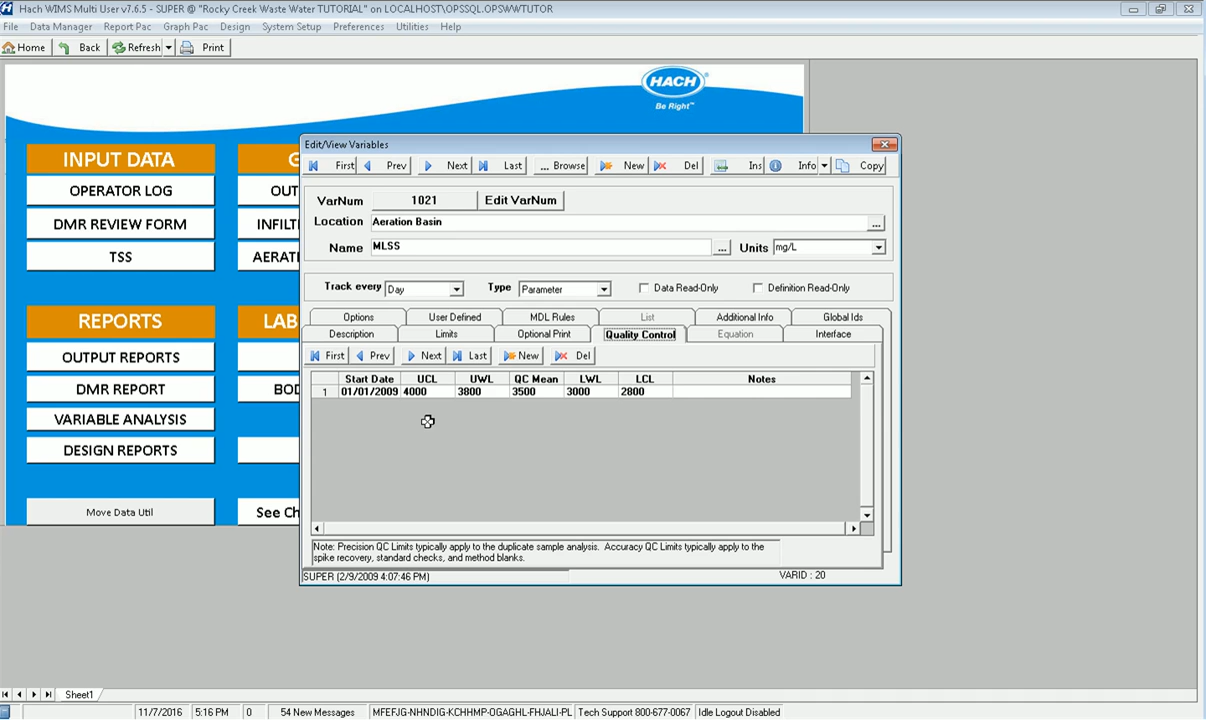 Hach WIMS Multi User v7.6.5 - SUPER @ "Rocky Creek Waste Water TUTORIAL" on LOCALHOST\OPSSQL.OPSWWTUTOR
File Data Manager Report Pac Graph Pac Design System Setup Preferences Utilities Help
Home Back Refresh Print
HACH
Be Right™
INPUT DATA
OPERATOR LOG
DMR REVIEW FORM
TSS
REPORTS
OUTPUT REPORTS
DMR REPORT
VARIABLE ANALYSIS
DESIGN REPORTS
Move Data Util
G
OUT
INFILT
AERATI
LAB
BOD
See Ch
Edit/View Variables
First Prev Next Last ... Browse New Del Ins Info Copy
VarNum 1021 Edit VarNum
Location Aeration Basin ...
Name MLSS ... Units mg/L
Track every Day Type Parameter Data Read-Only Definition Read-Only
Options User Defined MDL Rules List Additional Info Global Ids
Description Limits Optional Print Quality Control Equation Interface
First Prev Next Last New Del
Start Date UCL UWL QC Mean LWL LCL Notes
1 01/01/2009 4000 3800 3500 3000 2800
Note: Precision QC Limits typically apply to the duplicate sample analysis. Accuracy QC Limits typically apply to the
spike recovery, standard checks, and method blanks.
SUPER (2/9/2009 4:07:46 PM) VARID : 20
Sheet1
11/7/2016 5:16 PM 0 54 New Messages MFEFJG-NHNDIG-KCHHMP-OGAGHL-FHJALI-PL Tech Support 800-677-0067 Idle Logout Disabled